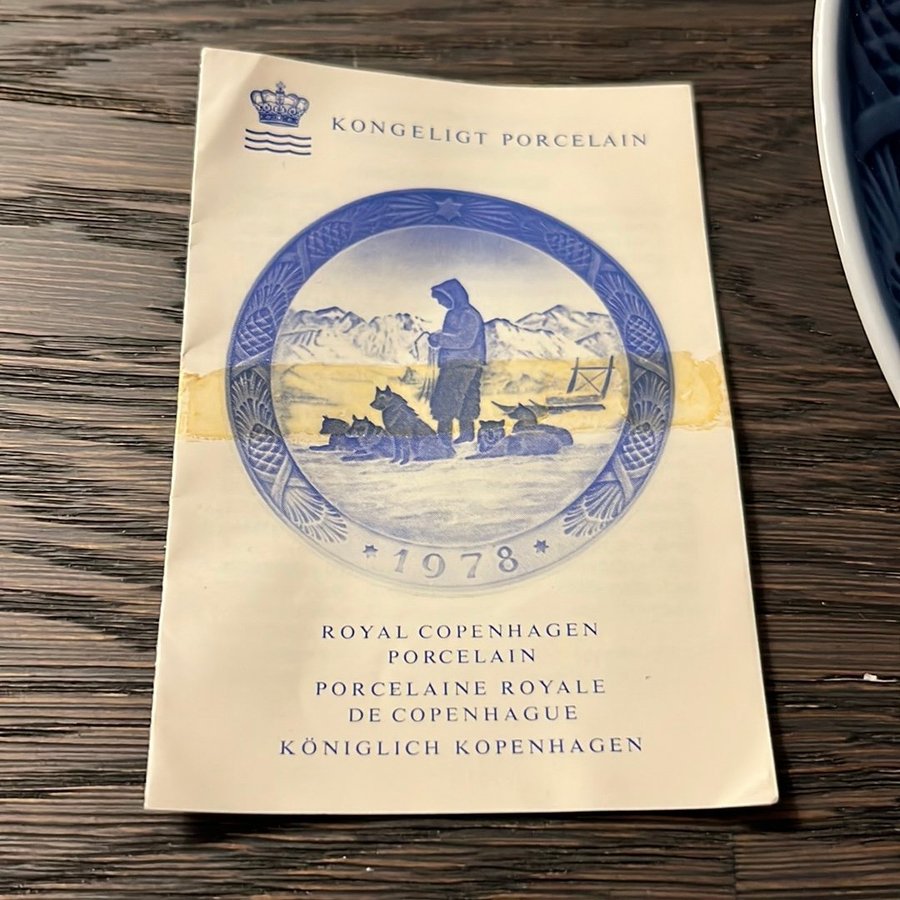 KONGELIGT PORCELAIN
1978
ROYAL COPENHAGEN
PORCELAIN
PORCELAINE ROYALE
DE COPENHAGUE
KÖNIGLICH KOPENHAGEN